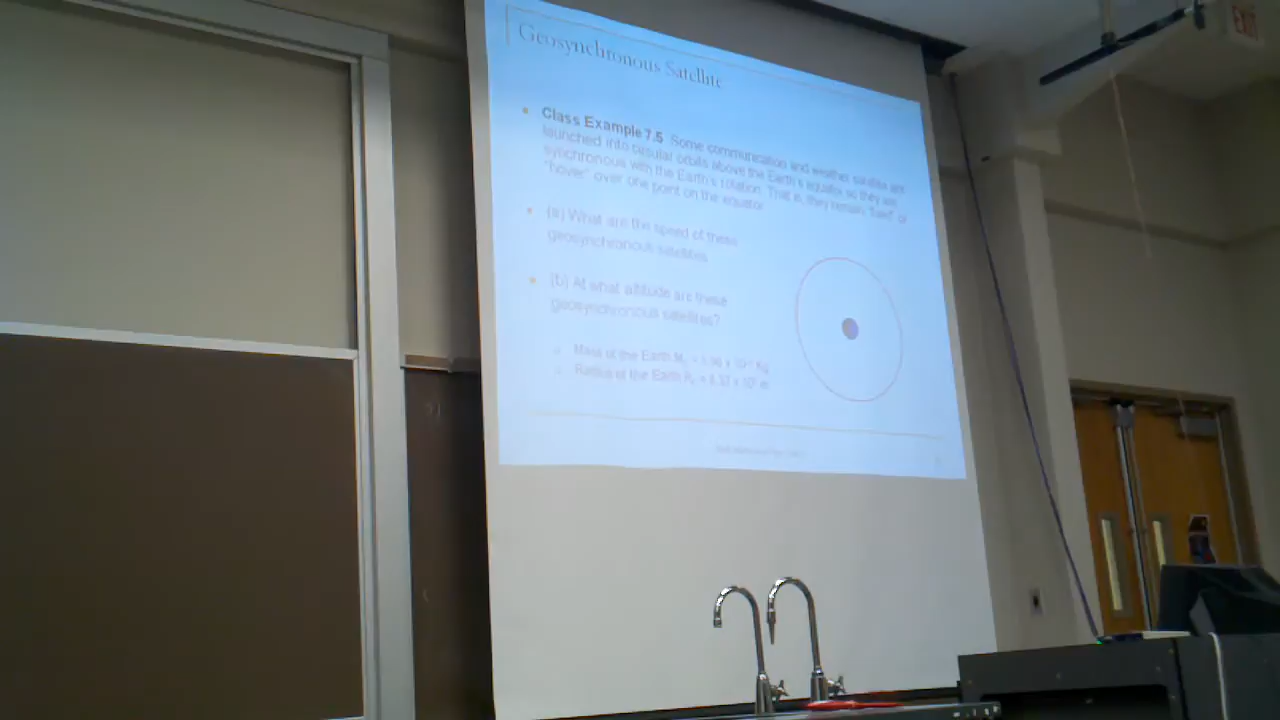 Geosynchronous Satellite
Class Example 7.5 Some communication and weather satellites are
launched into circular orbits above the Earth's equator so they are
synchronous with the Earth's rotation. That is, they remain "fixed" or
"hover" over one point on the equator.
(a) What are the speed of these
geosynchronous satellites
(b) At what altitude are these
geosynchronous satellites?
Mass of the Earth
Radius of the Earth
EXIT